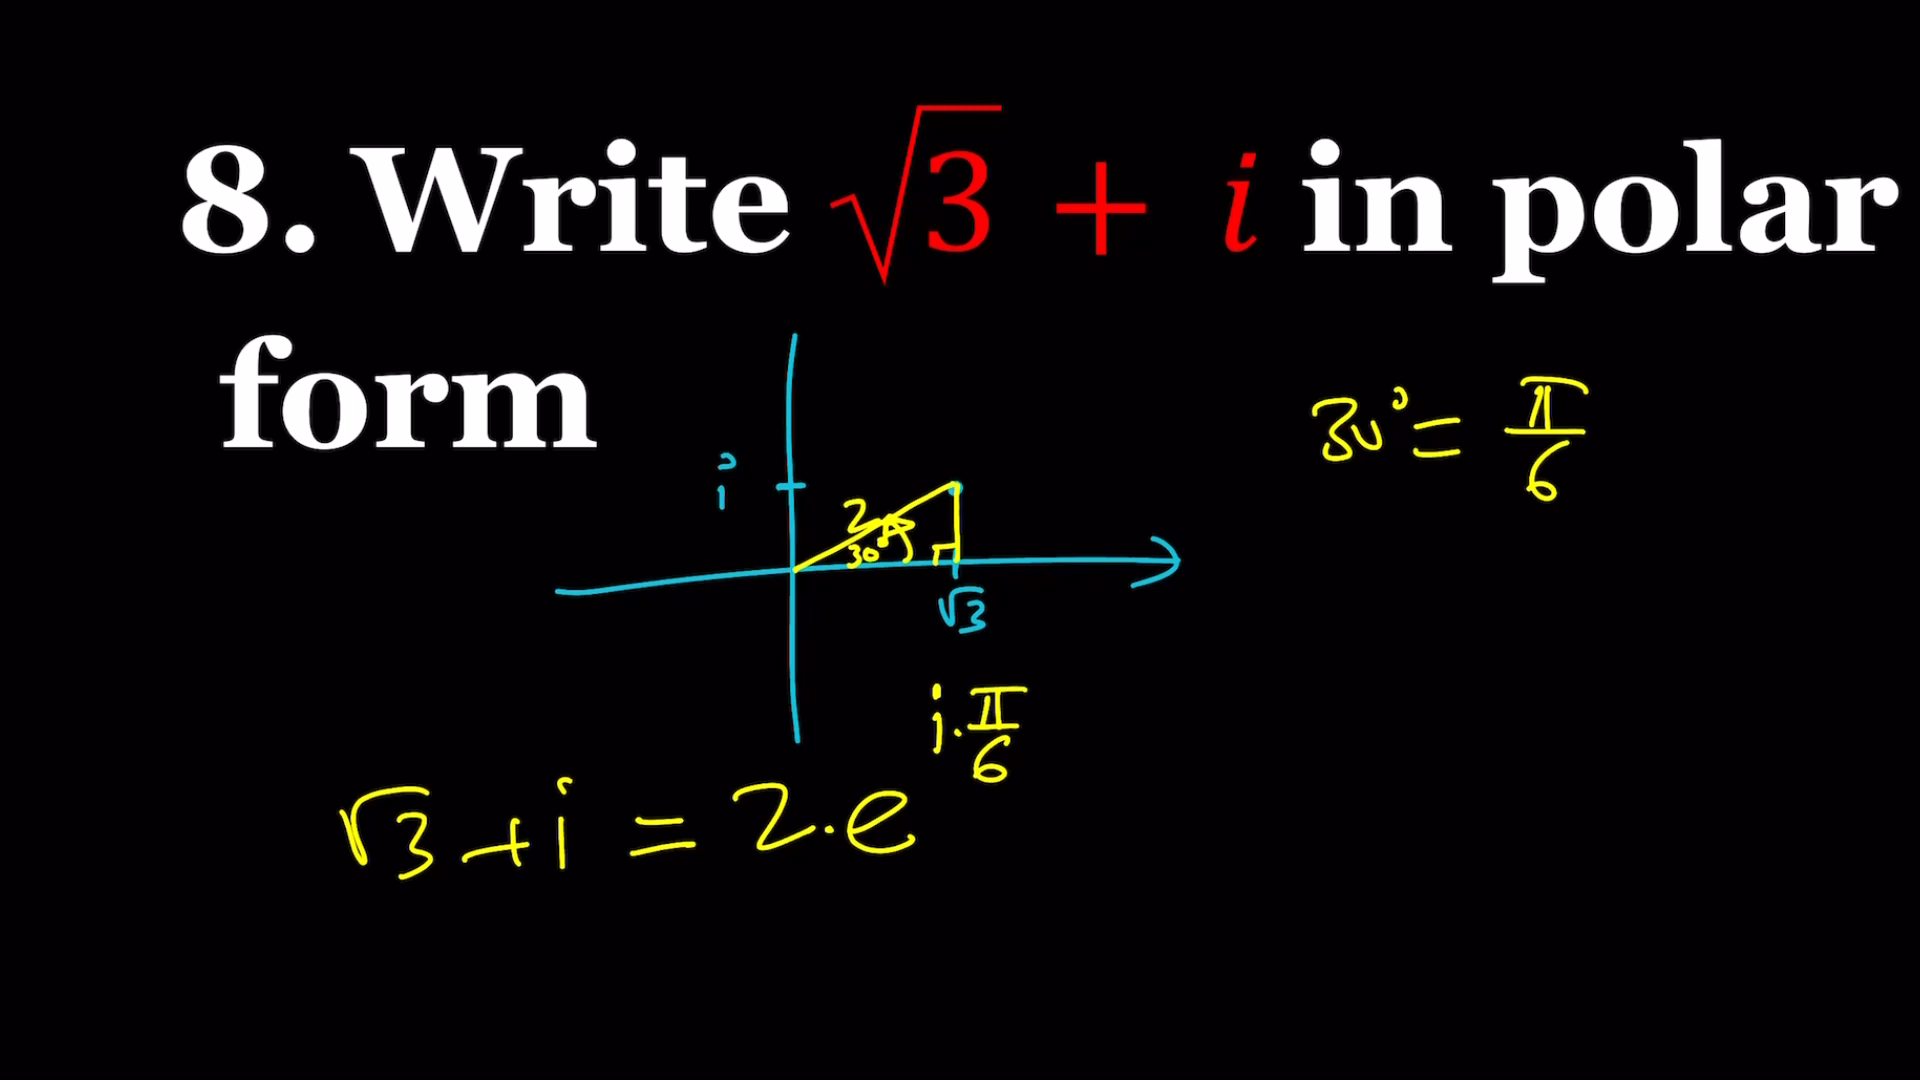 8. Write √3 + i in polar
form
30° = π/6
i
2
30°
√3
√3 + i = 2·e^(i·π/6)